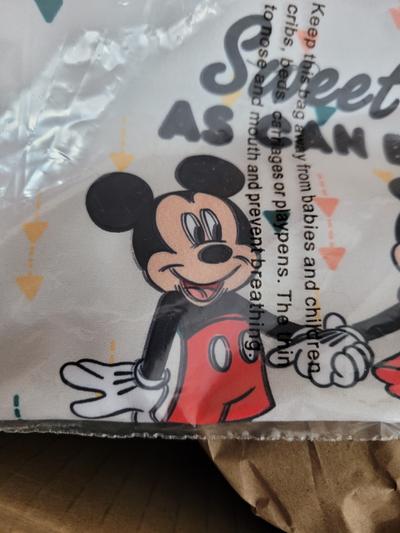 Sweet
AS CAN
Keep this bag away from babies and children
cribs, beds, carriages or playpens. The thin
to nose and mouth and prevent breathing.